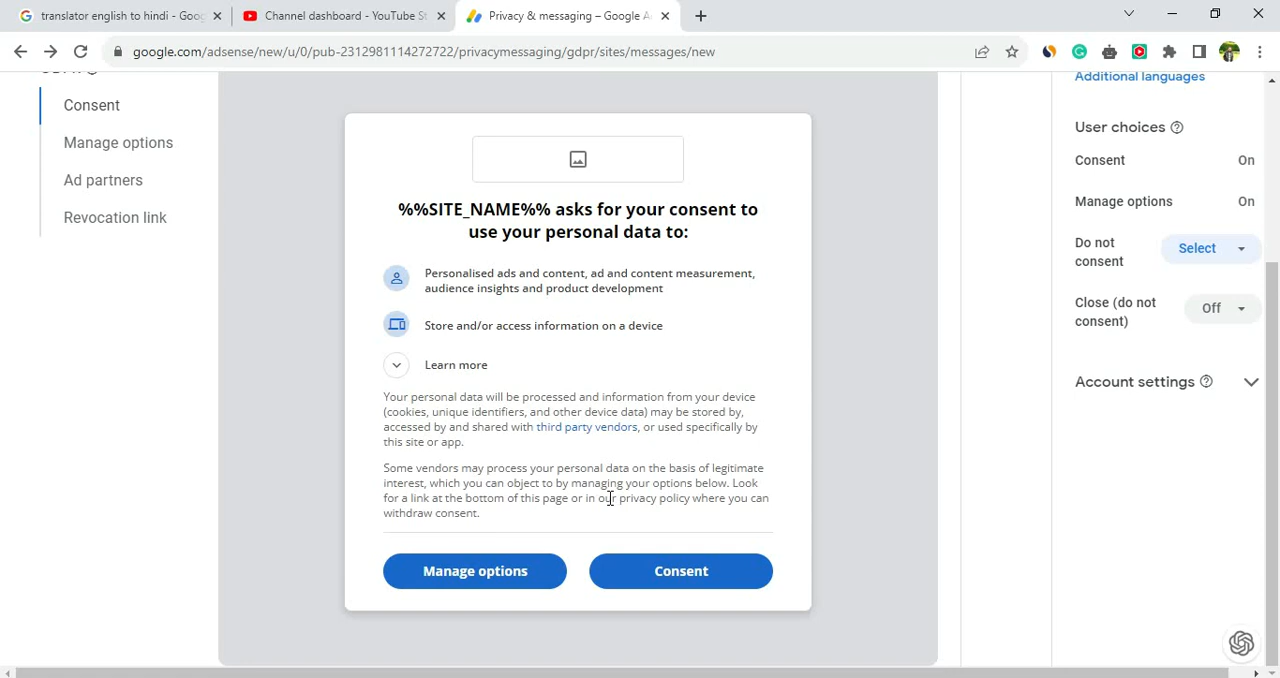 translator english to hindi - Goo
Channel dashboard - YouTube S
Privacy & messaging – Google A
google.com/adsense/new/u/0/pub-2312981114272722/privacymessaging/gdpr/sites/messages/new
Consent
Manage options
Ad partners
Revocation link
%%SITE_NAME%% asks for your consent to
use your personal data to:
Personalised ads and content, ad and content measurement,
audience insights and product development
Store and/or access information on a device
Learn more
Your personal data will be processed and information from your device
(cookies, unique identifiers, and other device data) may be stored by,
accessed by and shared with third party vendors, or used specifically by
this site or app.
Some vendors may process your personal data on the basis of legitimate
interest, which you can object to by managing your options below. Look
for a link at the bottom of this page or in our privacy policy where you can
withdraw consent.
Manage options
Consent
Additional languages
User choices
Consent On
Manage options On
Do not
consent
Select
Close (do not
consent)
Off
Account settings